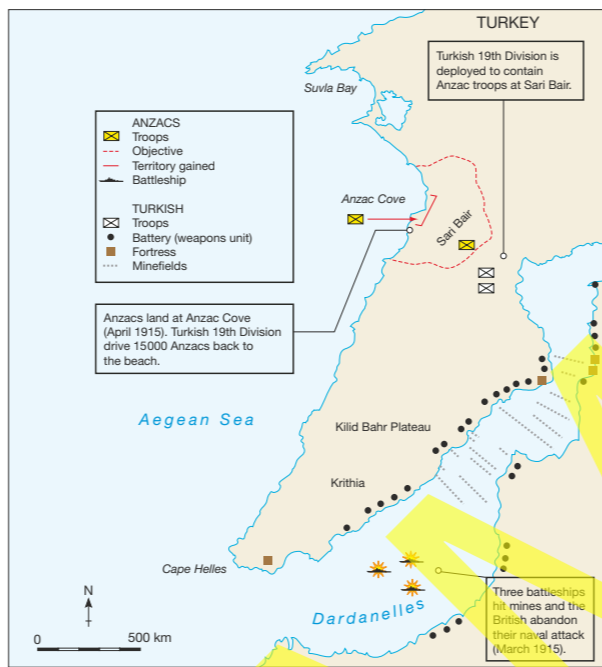 TURKEY
Turkish 19th Division is
deployed to contain
Anzac troops at Sari Bair.
Suvla Bay
ANZACS
Troops
Objective
Territory gained
Battleship
TURKISH
Troops
Battery (weapons unit)
Fortress
Minefields
Anzac Cove
Sari Bair
Anzacs land at Anzac Cove
(April 1915). Turkish 19th Division
drive 15000 Anzacs back to
the beach.
Aegean Sea
Kilid Bahr Plateau
Krithia
Cape Helles
N
0 500 km
Dardanelles
Three battleships
hit mines and the
British abandon
their naval attack
(March 1915).